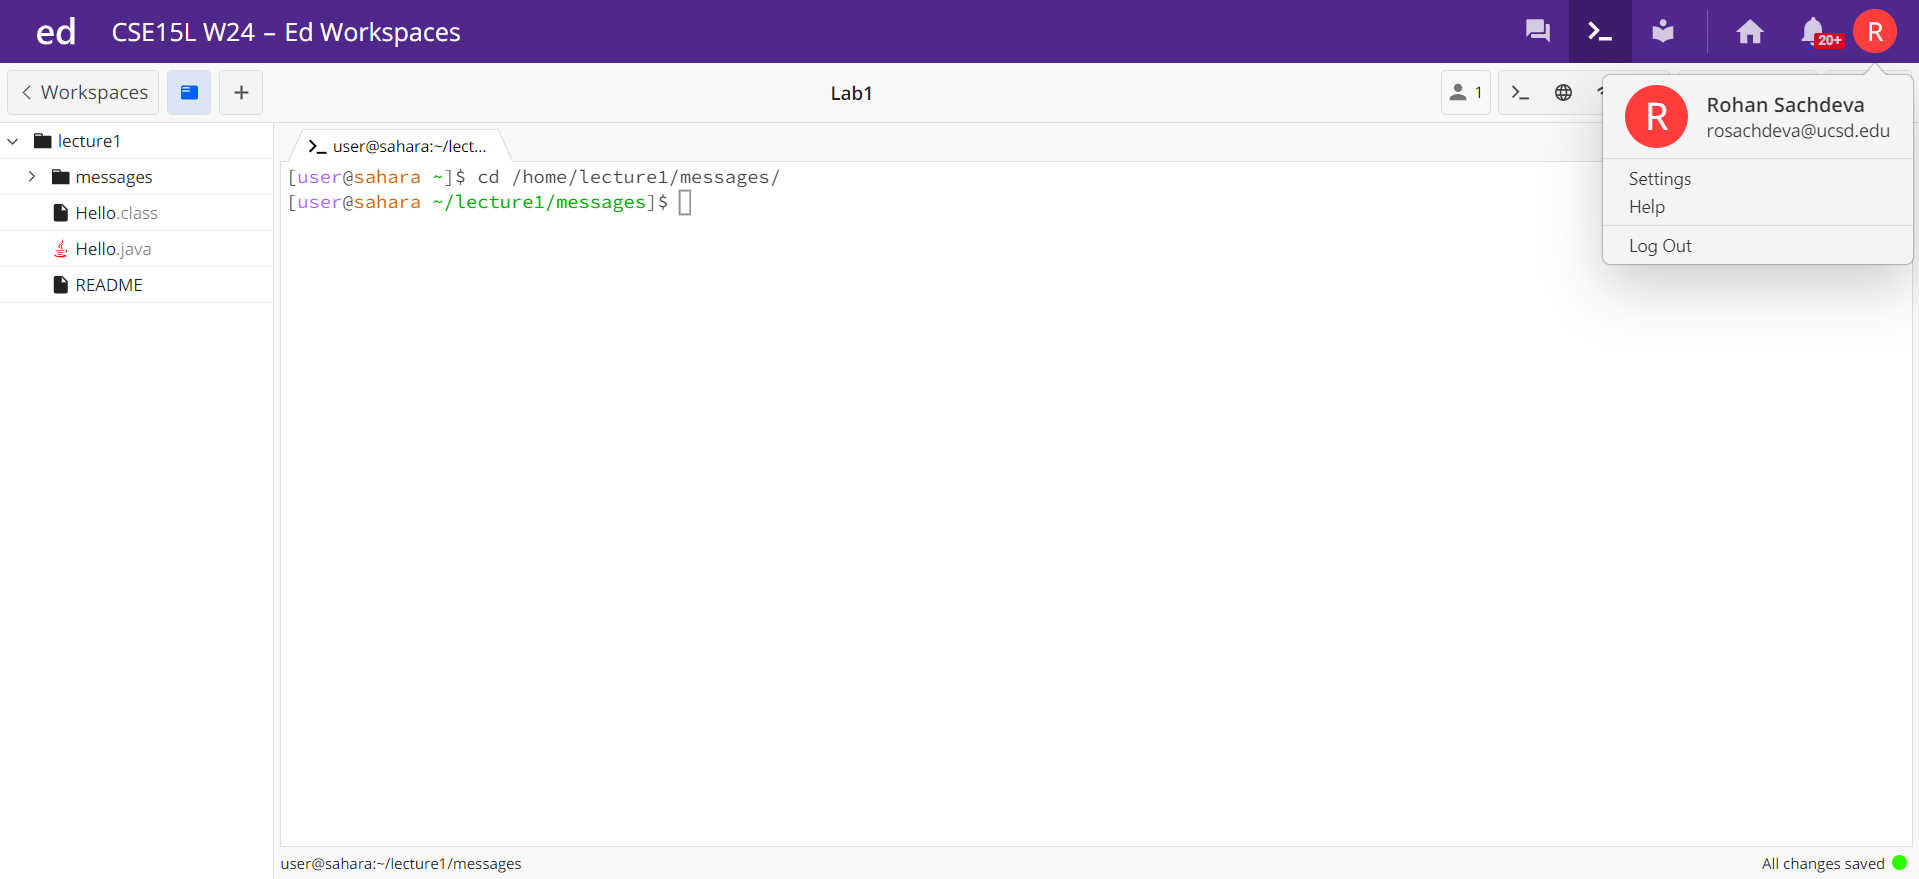 ed CSE15L W24 – Ed Workspaces 20+ R
Workspaces + Lab1 1
R Rohan Sachdeva
rosachdeva@ucsd.edu
Settings
Help
Log Out
lecture1
messages
Hello.class
Hello.java
README
user@sahara:~/lect...
[user@sahara ~]$ cd /home/lecture1/messages/
[user@sahara ~/lecture1/messages]$
user@sahara:~/lecture1/messages
All changes saved